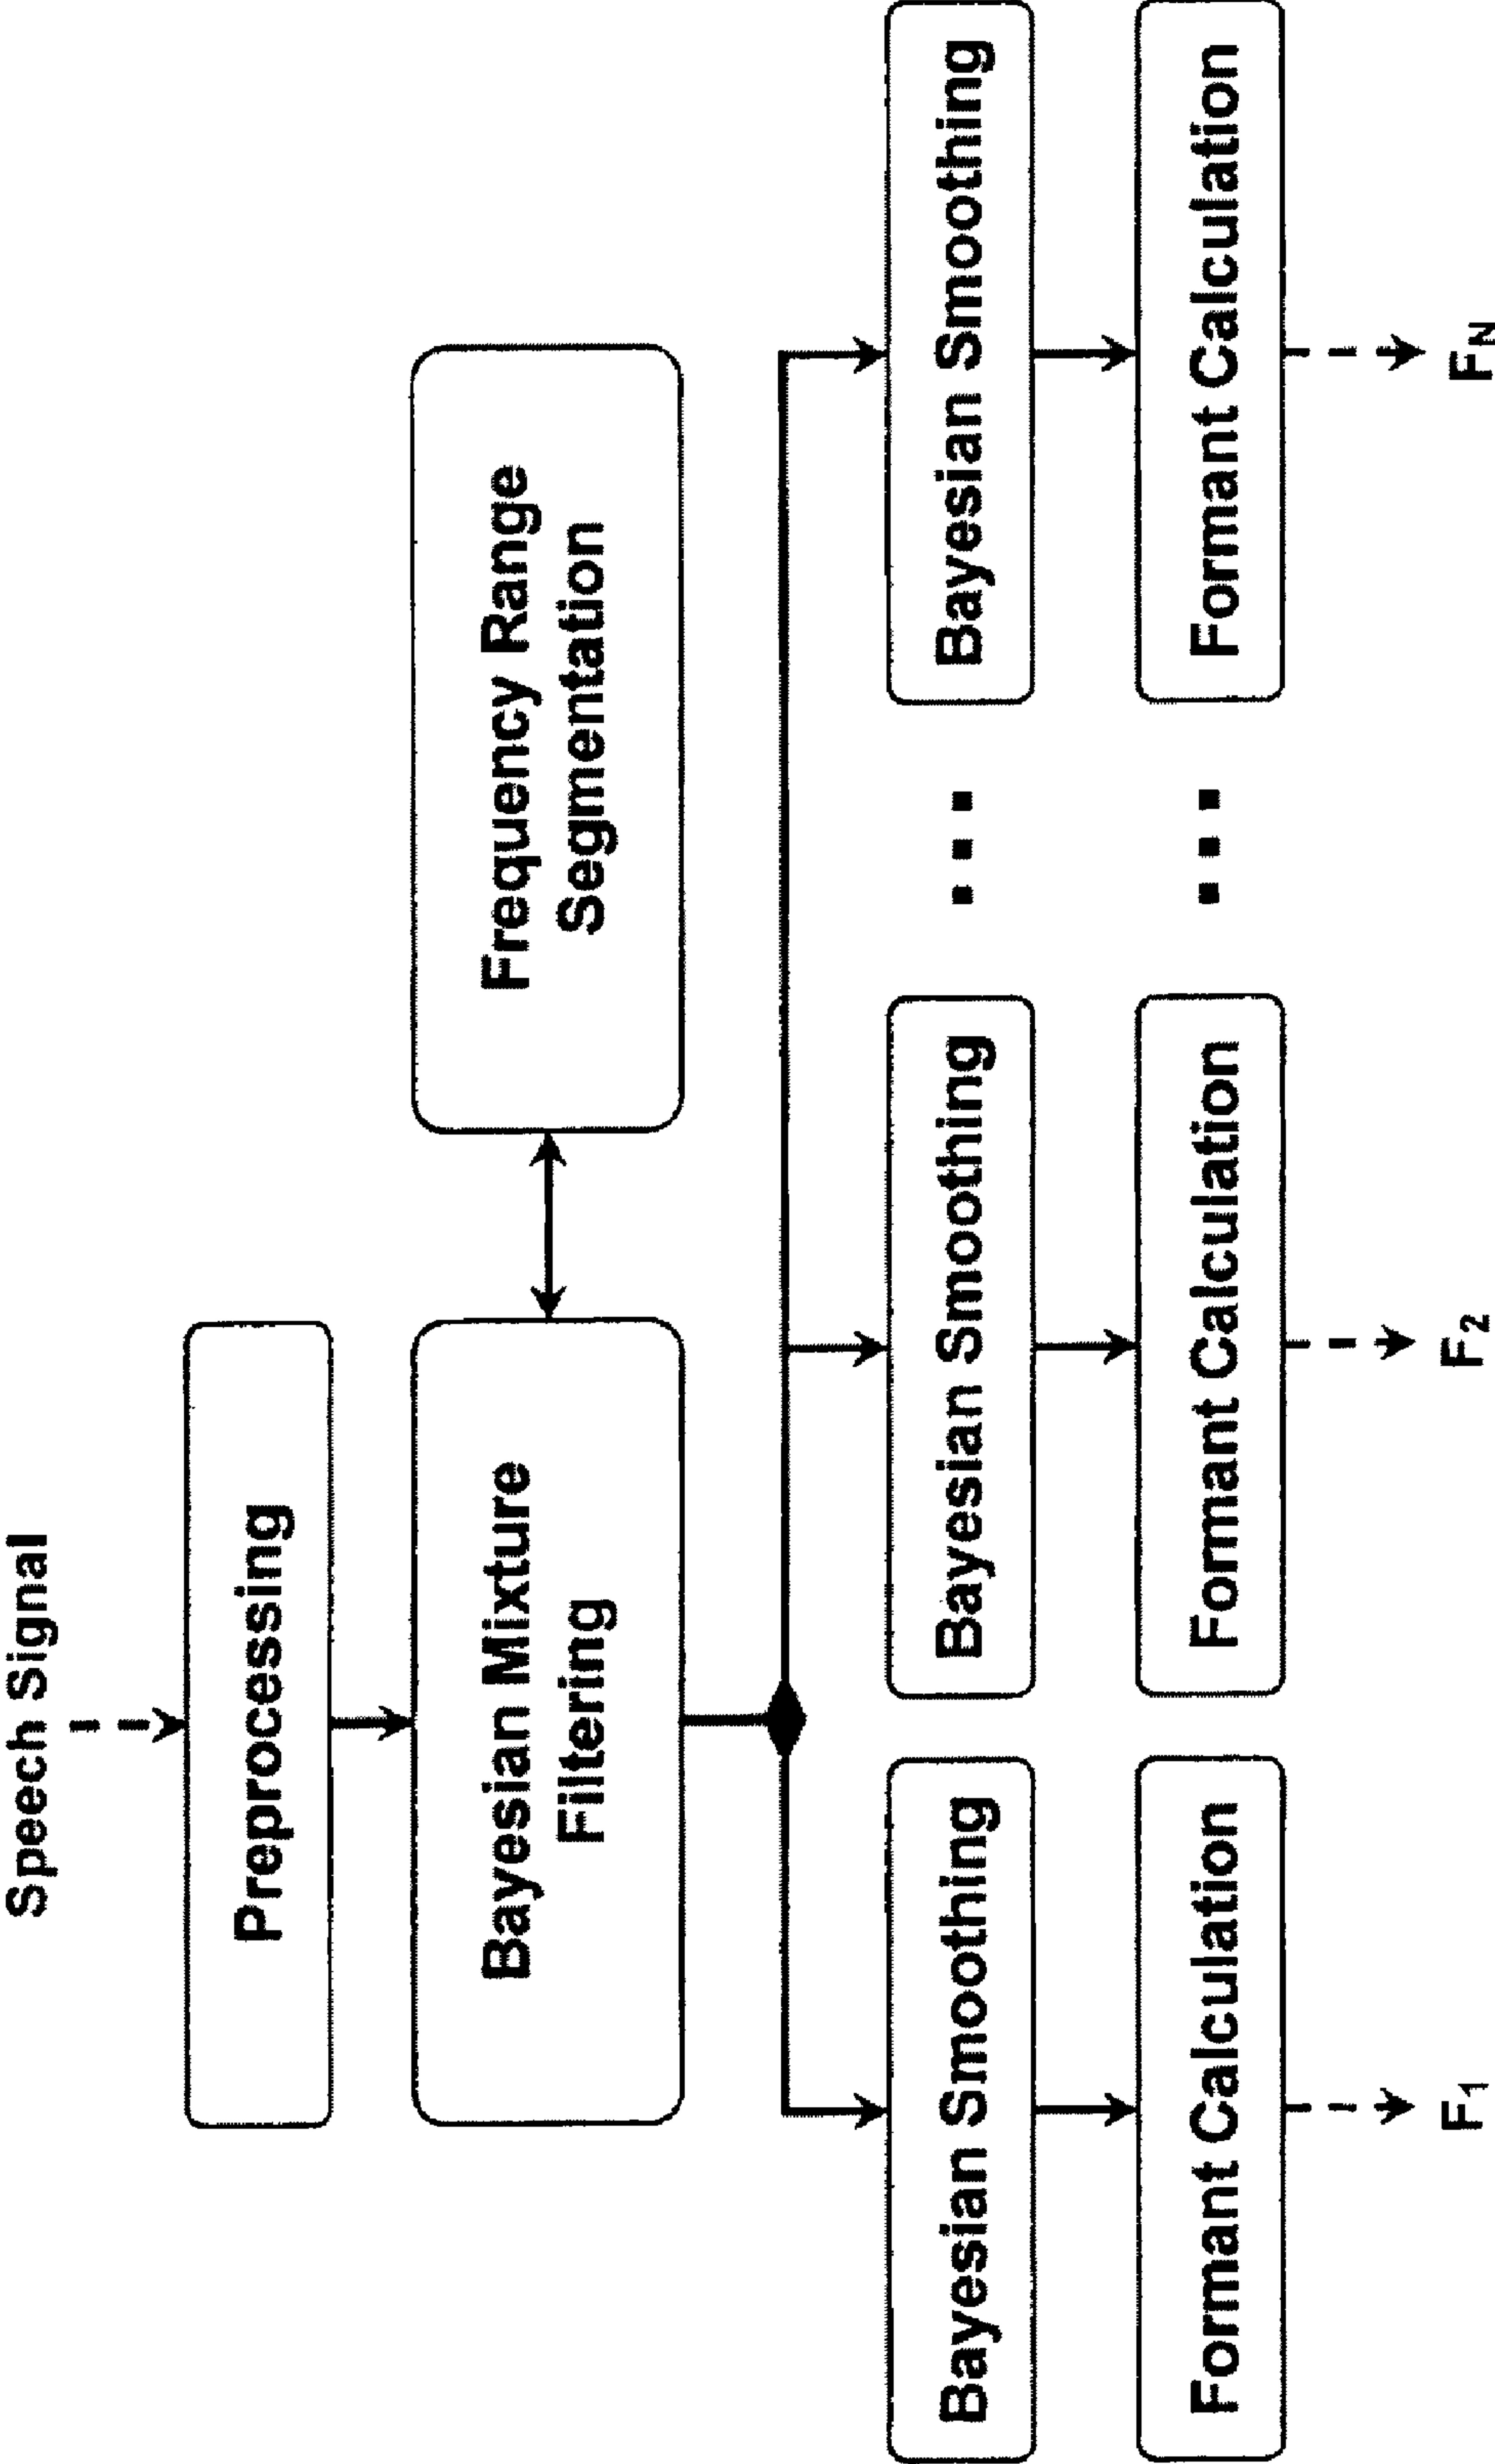 Speech Signal
Preprocessing
Bayesian Mixture
Filtering
Frequency Range
Segmentation
Bayesian Smoothing
Bayesian Smoothing
Bayesian Smoothing
Formant Calculation
Formant Calculation
Formant Calculation
F1
F2
FN